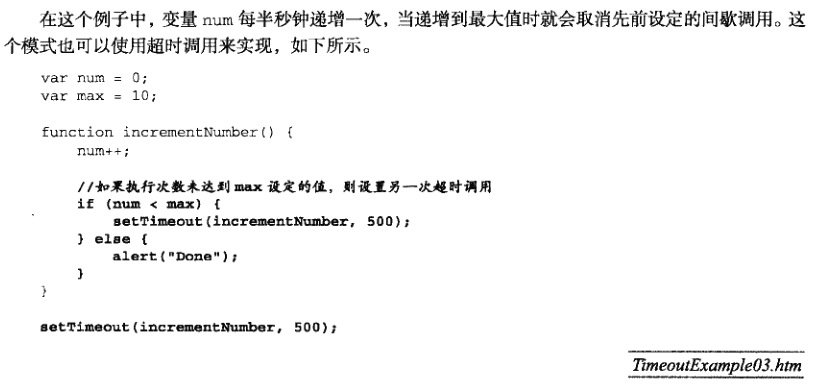 在这个例子中，变量 num 每半秒钟递增一次，当递增到最大值时就会取消先前设定的间歇调用。这
个模式也可以使用超时调用来实现，如下所示。
var num = 0;
var max = 10;
function incrementNumber() {
num++;
//如果执行次数未达到 max 设定的值，则设置另一次超时调用
if (num < max) {
setTimeout(incrementNumber, 500);
} else {
alert("Done");
}
}
setTimeout(incrementNumber, 500);
TimeoutExample03.htm